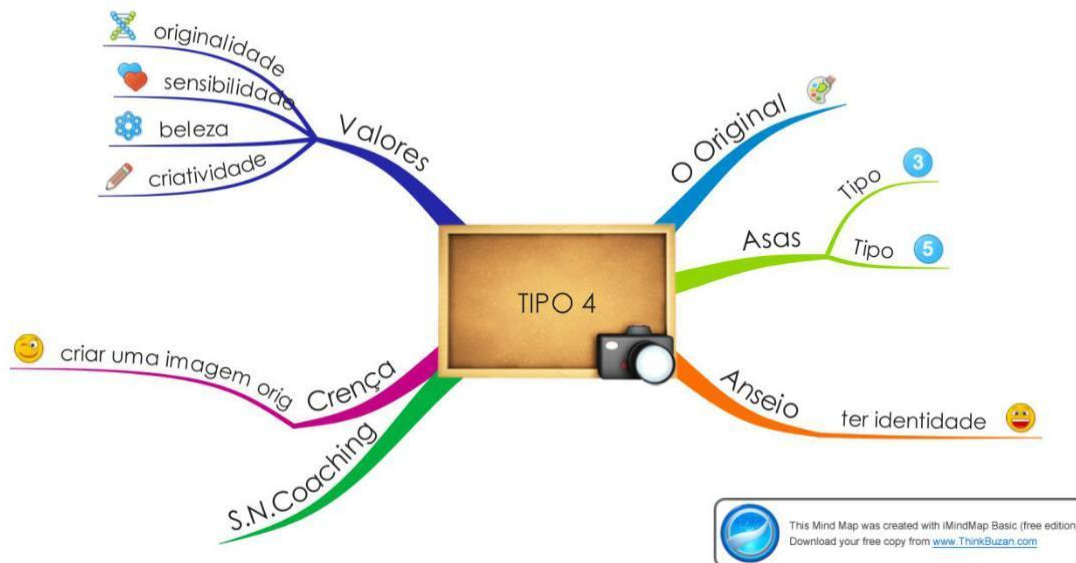 TIPO 4
O Original
Asas
Tipo 3
Tipo 5
Anseio
ter identidade
S.N.Coaching
Crença
criar uma imagem orig
Valores
originalidade
sensibilidade
beleza
criatividade
This Mind Map was created with iMindMap Basic (free edition)
Download your free copy from www.ThinkBuzan.com